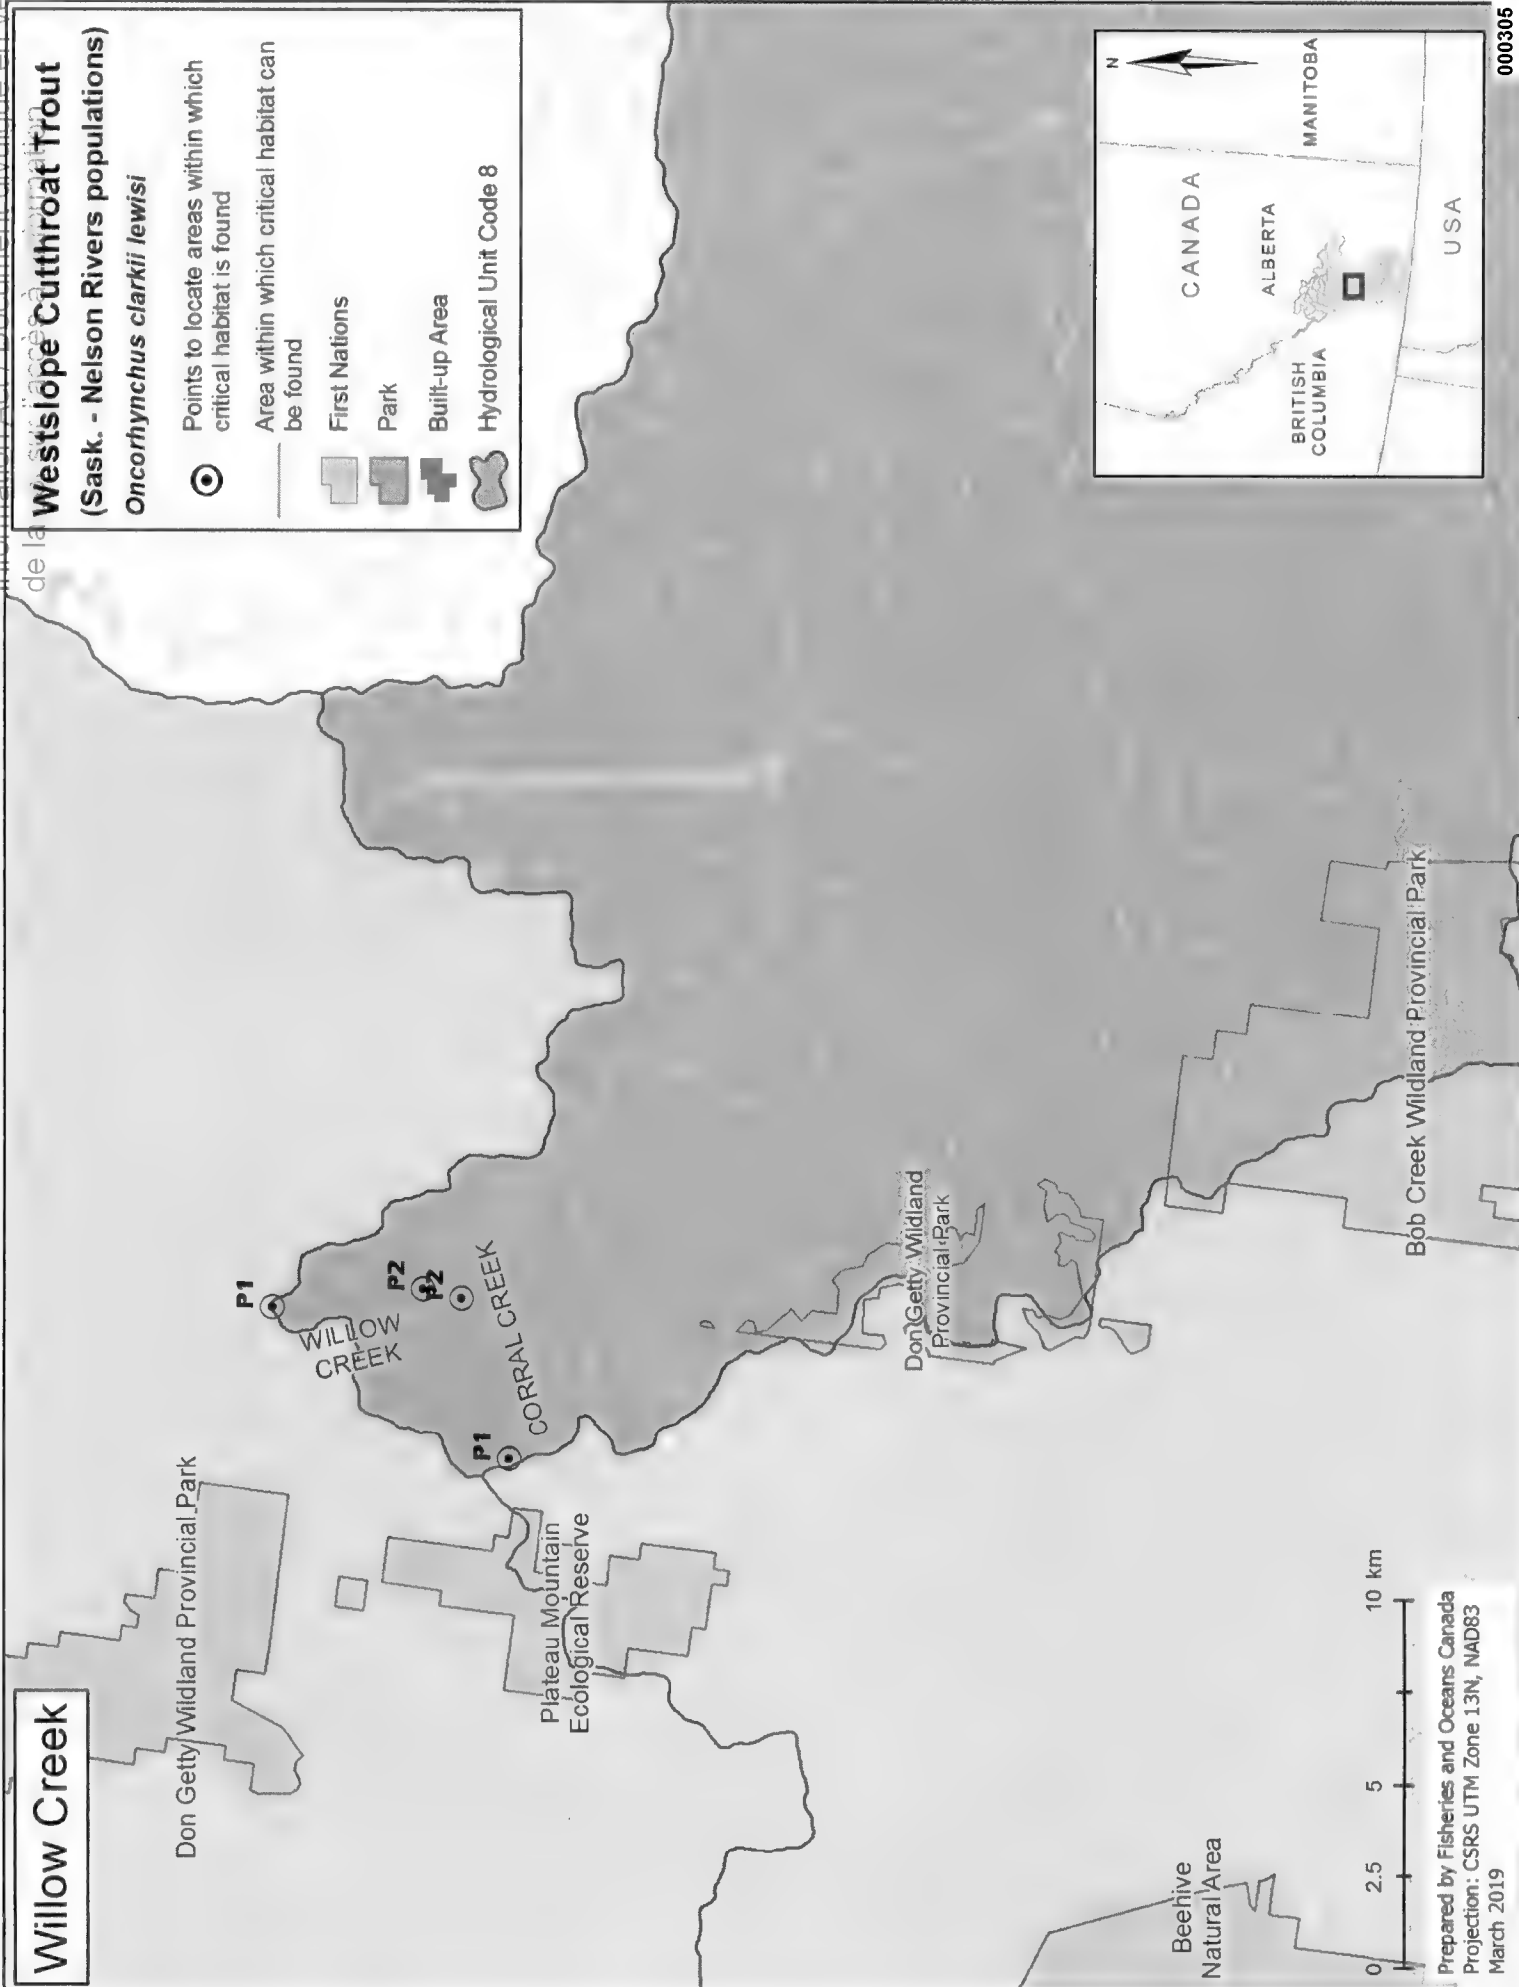 Willow Creek
de la
Westslope Cutthroat Trout
(Sask. - Nelson Rivers populations)
Oncorhynchus clarkii lewisi
Points to locate areas within which
critical habitat is found
Area within which critical habitat can
be found
First Nations
Park
Built-up Area
Hydrological Unit Code 8
Don Getty Wildland Provincial Park
P1
WILLOW
CREEK
P2
P2
P1
CORRAL CREEK
Plateau Mountain
Ecological Reserve
Don Getty Wildland
Provincial Park
Bob Creek Wildland Provincial Park
Beehive
Natural Area
0 2.5 5 10 km
Prepared by Fisheries and Oceans Canada
Projection: CSRS UTM Zone 13N, NAD83
March 2019
N
CANADA
ALBERTA
MANITOBA
BRITISH
COLUMBIA
USA
000305